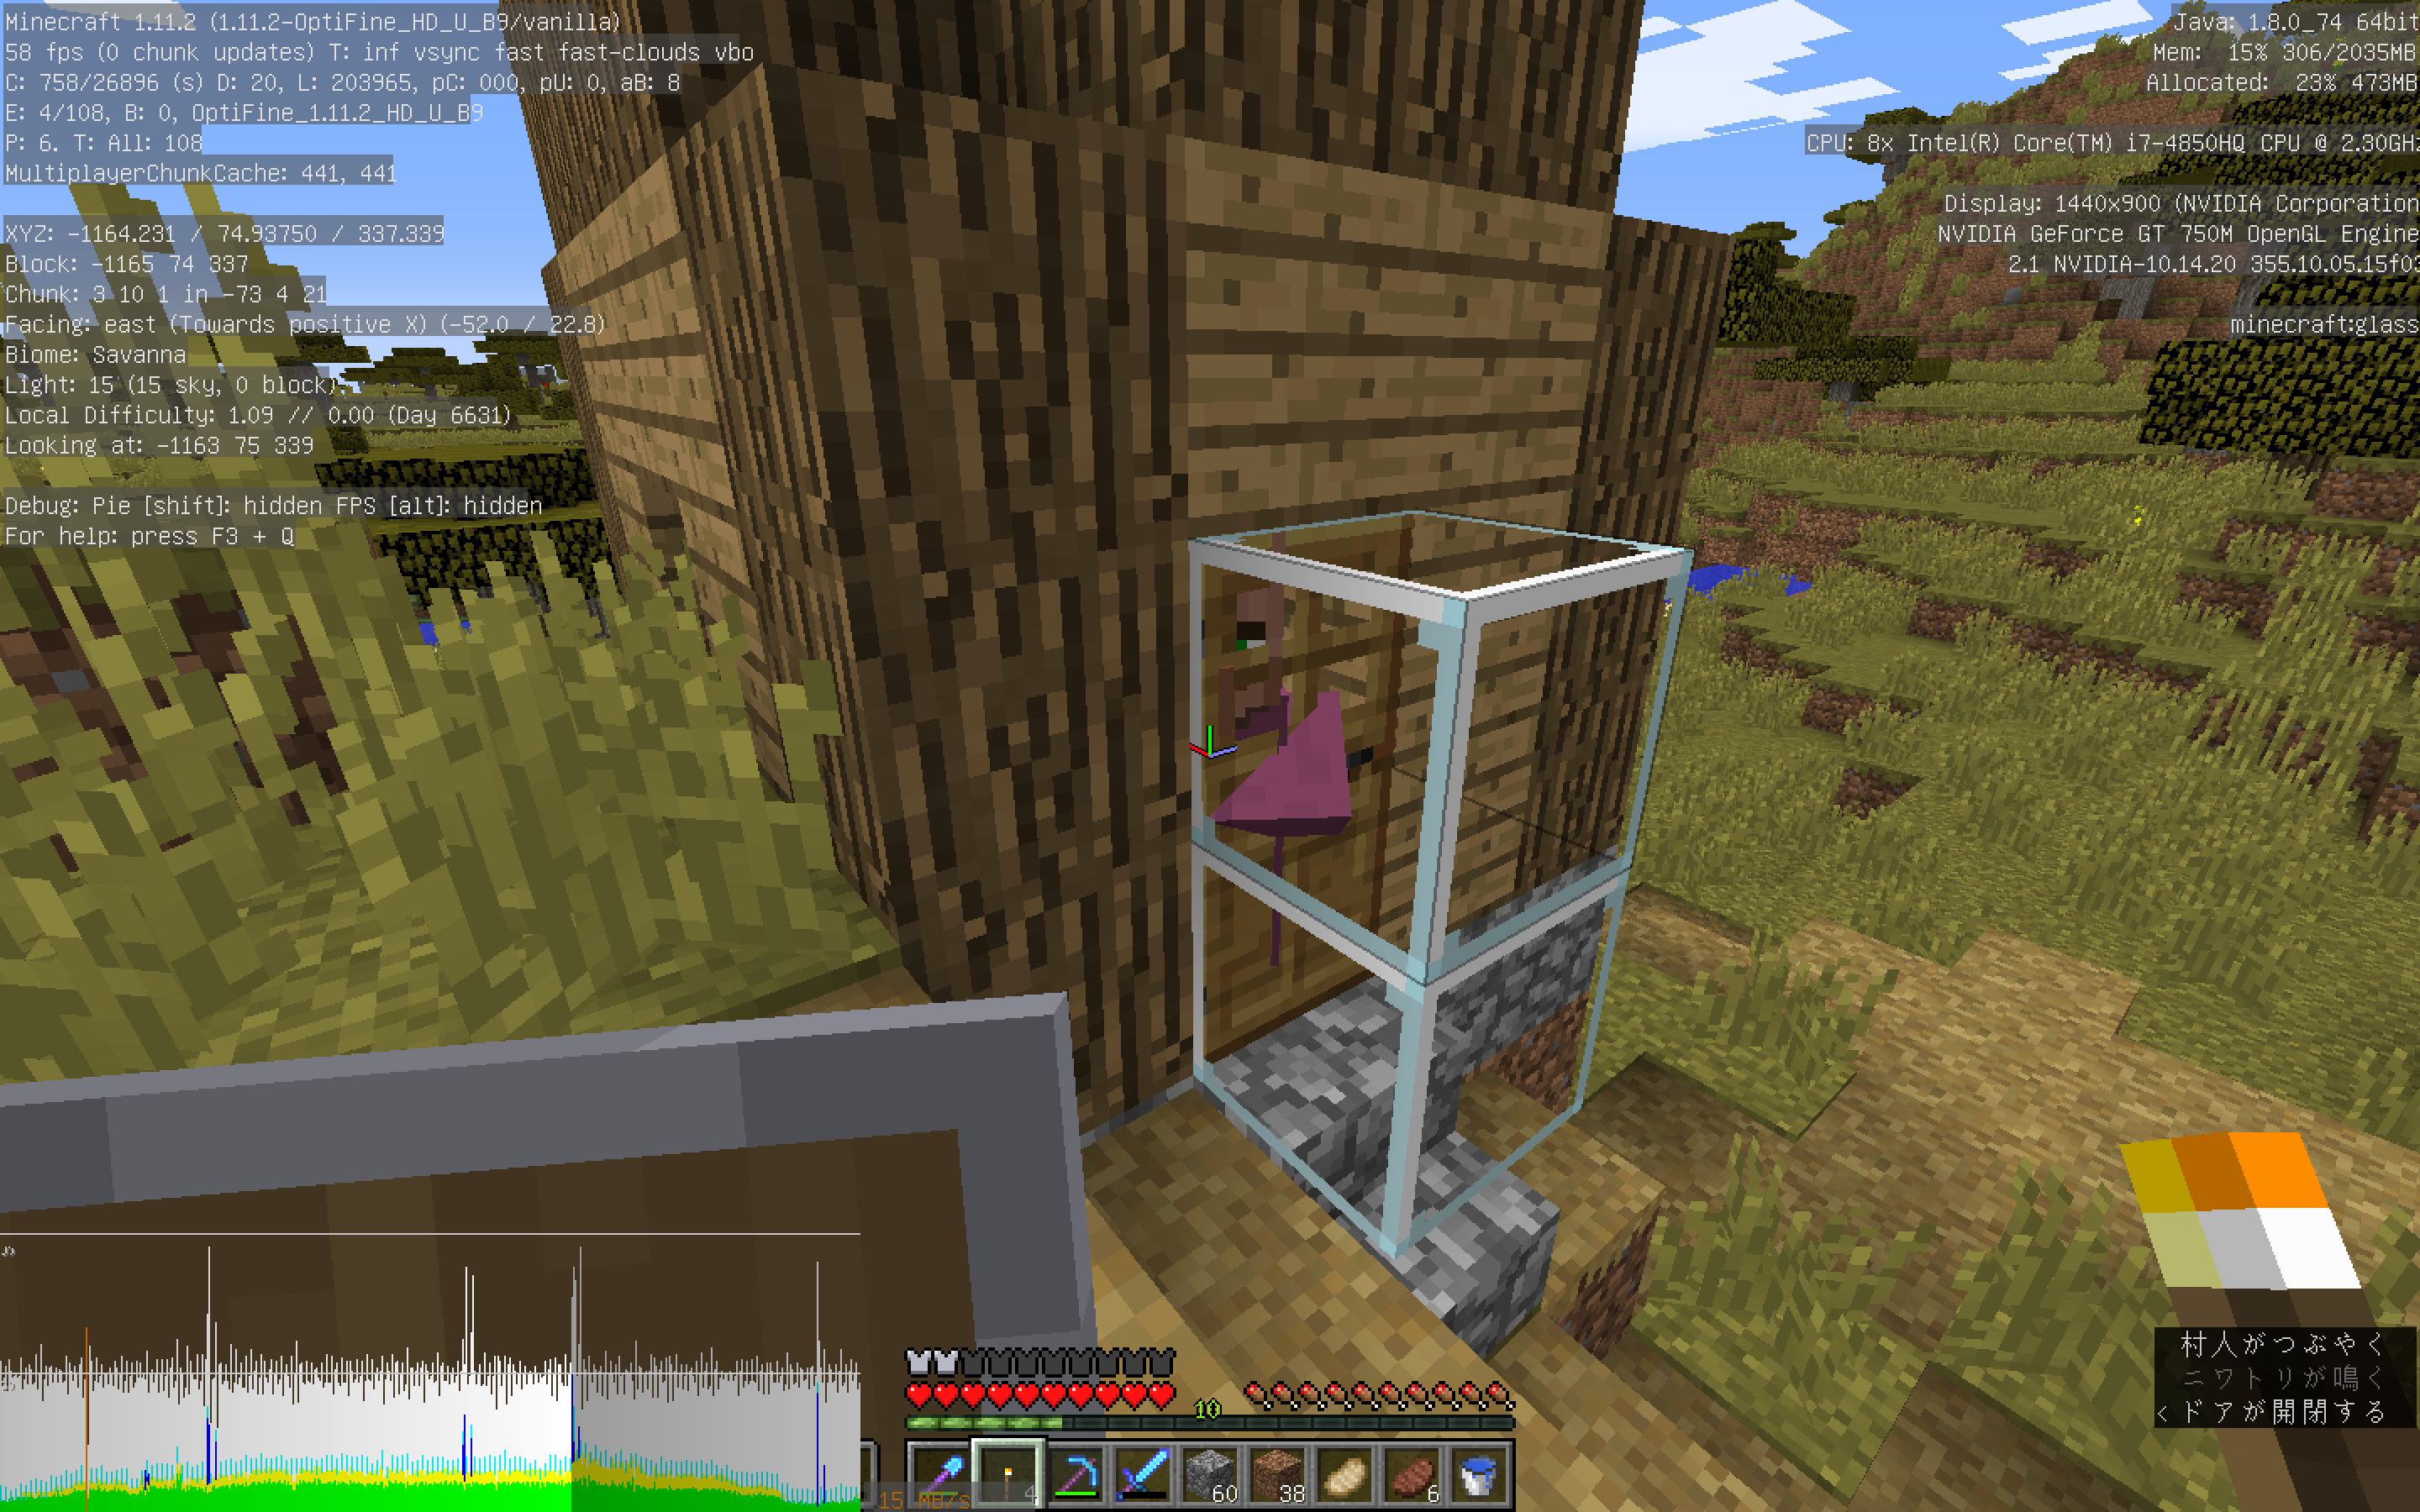 Minecraft 1.11.2 (1.11.2-OptiFine_HD_U_B9/vanilla)
58 fps (0 chunk updates) T: inf vsync fast fast-clouds vbo
C: 758/26896 (s) D: 20, L: 203965, pC: 000, pU: 0, aB: 8
E: 4/108, B: 0, OptiFine_1.11.2_HD_U_B9
P: 6. T: All: 108
MultiplayerChunkCache: 441, 441
XYZ: -1164.231 / 74.93750 / 337.339
Block: -1165 74 337
Chunk: 3 10 1 in -73 4 21
Facing: east (Towards positive X) (-52.0 / 22.8)
Biome: Savanna
Light: 15 (15 sky, 0 block)
Local Difficulty: 1.09 // 0.00 (Day 6631)
Looking at: -1163 75 339
Debug: Pie [shift]: hidden FPS [alt]: hidden
For help: press F3 + Q
Java: 1.8.0_74 64bit
Mem: 15% 306/2035MB
Allocated: 23% 473MB
CPU: 8x Intel(R) Core(TM) i7-4850HQ CPU @ 2.30GHz
Display: 1440x900 (NVIDIA Corporation
NVIDIA GeForce GT 750M OpenGL Engine
2.1 NVIDIA-10.14.20 355.10.05.15f03
minecraft:glass
村人がつぶやく
ニワトリが鳴く
< ドアが開閉する
10
4 60 38 6
15 MB/s